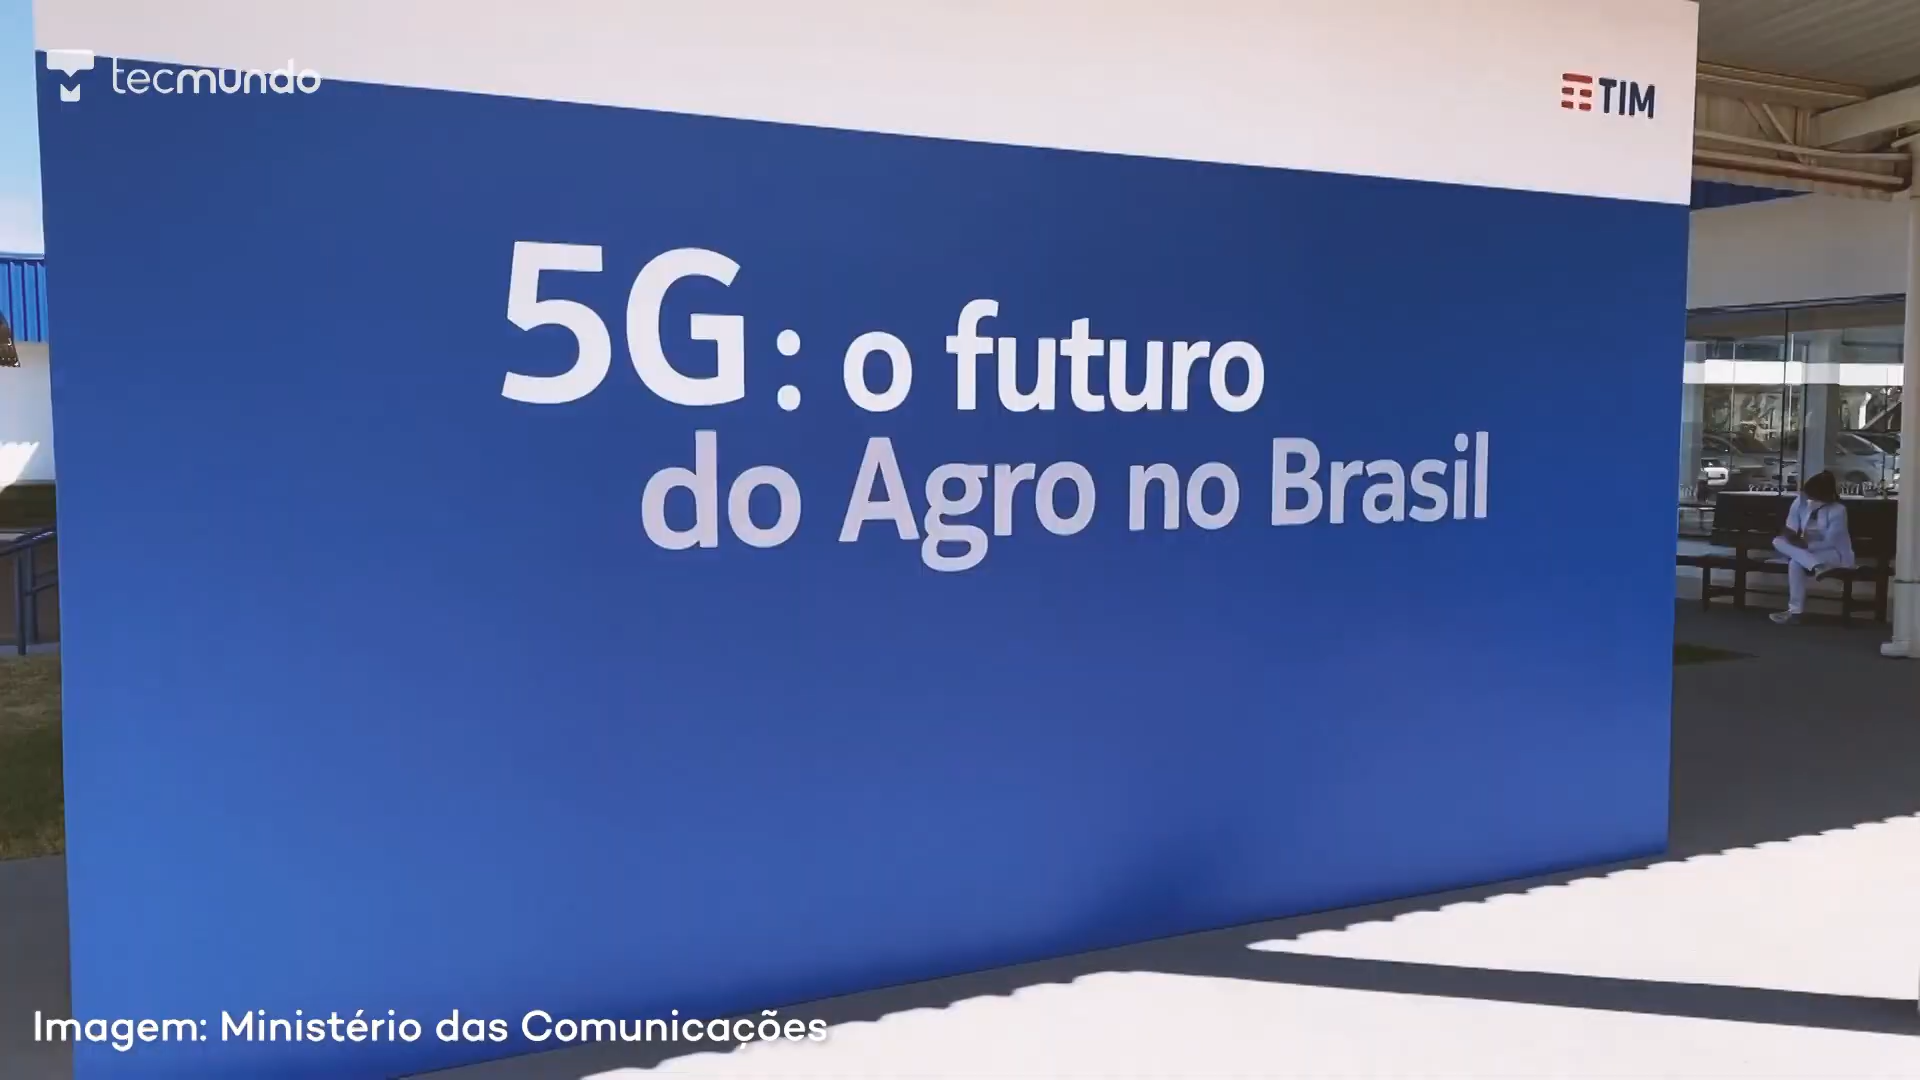 tecmundo
TIM
5G: o futuro
do Agro no Brasil
Imagem: Ministério das Comunicações